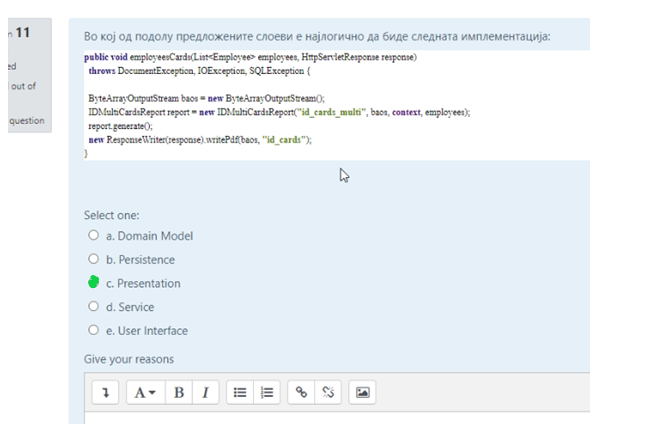 n 11
ed
out of
question
Во кој од подолу предложените слоеви е најлогично да биде следната имплементација:
public void employeesCards(List<Employee> employees, HttpServletResponse response)
throws DocumentException, IOException, SQLException {
ByteArrayOutputStream baos = new ByteArrayOutputStream();
IDMultiCardsReport report = new IDMultiCardsReport("id_cards_multi", baos, context, employees);
report.generate();
new ResponseWriter(response).writePdf(baos, "id_cards");
}
Select one:
a. Domain Model
b. Persistence
c. Presentation
d. Service
e. User Interface
Give your reasons
A B I